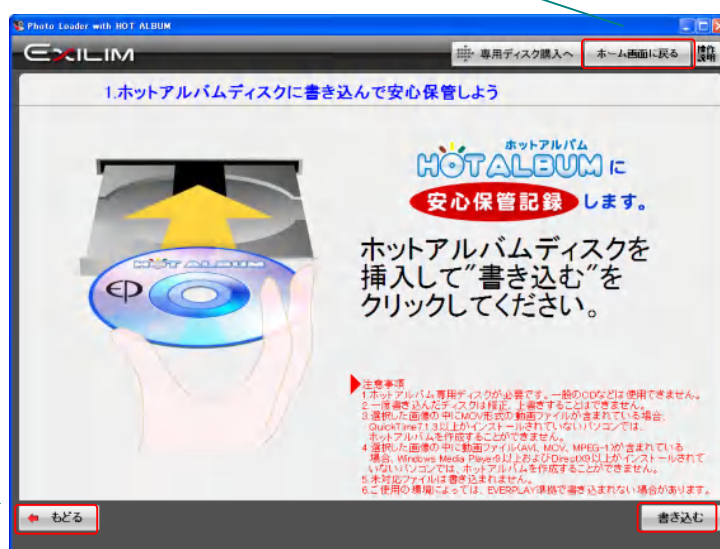 Photo Loader with HOT ALBUM
EXILIM
専用ディスク購入へ
ホーム画面に戻る
操作
説明
1.ホットアルバムディスクに書き込んで安心保管しよう
ホットアルバム
HOT ALBUM に
安心保管記録 します。
HOT ALBUM
EP
ホットアルバムディスクを
挿入して"書き込む"を
クリックしてください。
注意事項
1.ホットアルバム専用ディスクが必要です。一般のCDなどは使用できません。
2.一度書き込んだディスクは修正、上書きすることはできません。
3.選択した画像の中にMOV形式の動画ファイルが含まれている場合、
QuickTime7.1.3以上がインストールされていないパソコンでは、
ホットアルバムを作成することができません。
4.選択した画像の中に動画ファイル(AVI、MOV、MPEG-1)が含まれている
場合、Windows Media Player9以上およびDirectX9以上がインストールされて
いないパソコンでは、ホットアルバムを作成することができません。
5.未対応ファイルは書き込まれません。
6.ご使用の環境によっては、EVERPLAY準拠で書き込まれない場合があります。
もどる
書き込む